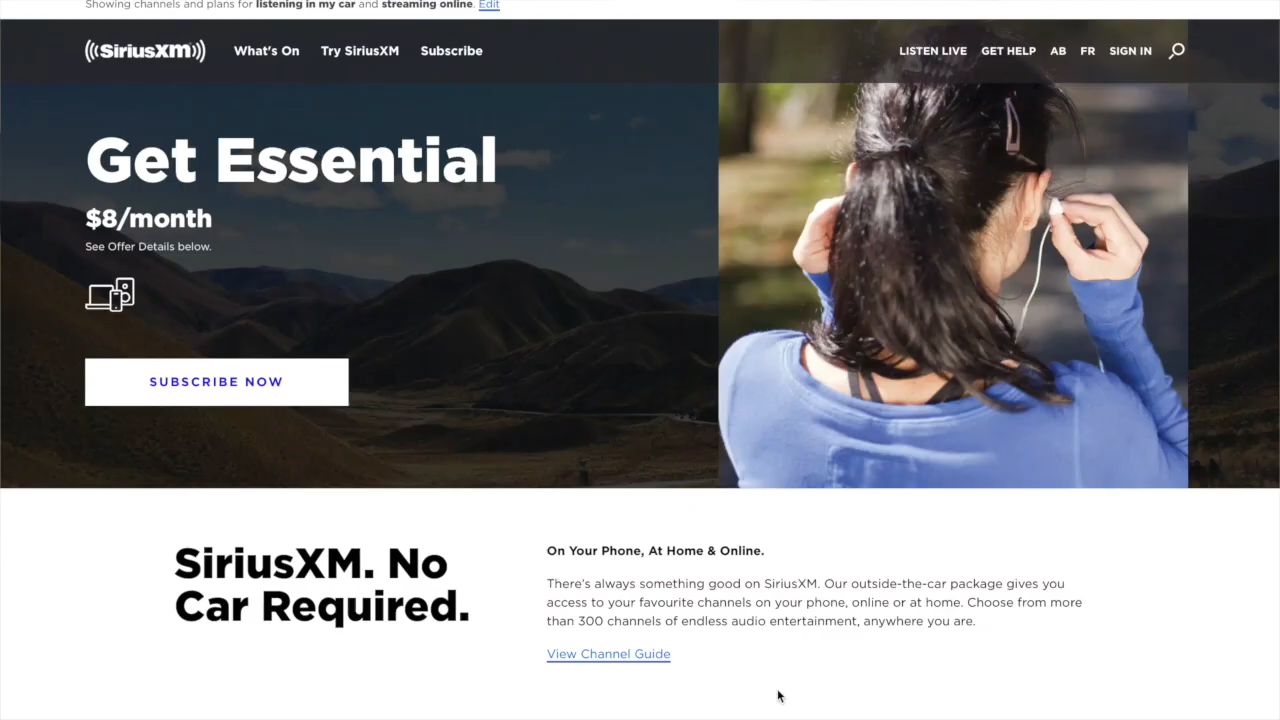 Showing channels and plans for listening in my car and streaming online. Edit
SiriusXM What's On Try SiriusXM Subscribe LISTEN LIVE GET HELP AB FR SIGN IN
Get Essential
$8/month
See Offer Details below.
SUBSCRIBE NOW
SiriusXM. No
Car Required.
On Your Phone, At Home & Online.
There's always something good on SiriusXM. Our outside-the-car package gives you
access to your favourite channels on your phone, online or at home. Choose from more
than 300 channels of endless audio entertainment, anywhere you are.
View Channel Guide